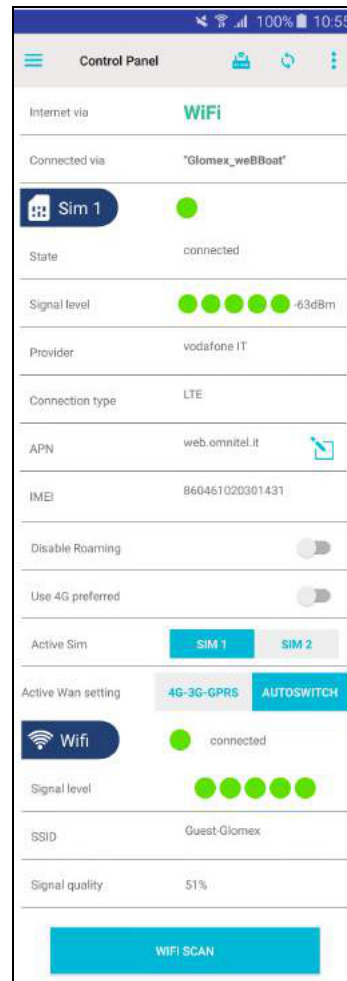 100% 10:55
Control Panel
Internet via WiFi
Connected via "Glomex_weBBoat"
Sim 1
State connected
Signal level -63dBm
Provider vodafone IT
Connection type LTE
APN web.omnitel.it
IMEI 860461020301431
Disable Roaming
Use 4G preferred
Active Sim SIM 1 SIM 2
Active Wan setting 4G-3G-GPRS AUTOSWITCH
Wifi connected
Signal level
SSID Guest-Glomex
Signal quality 51%
WIFI SCAN